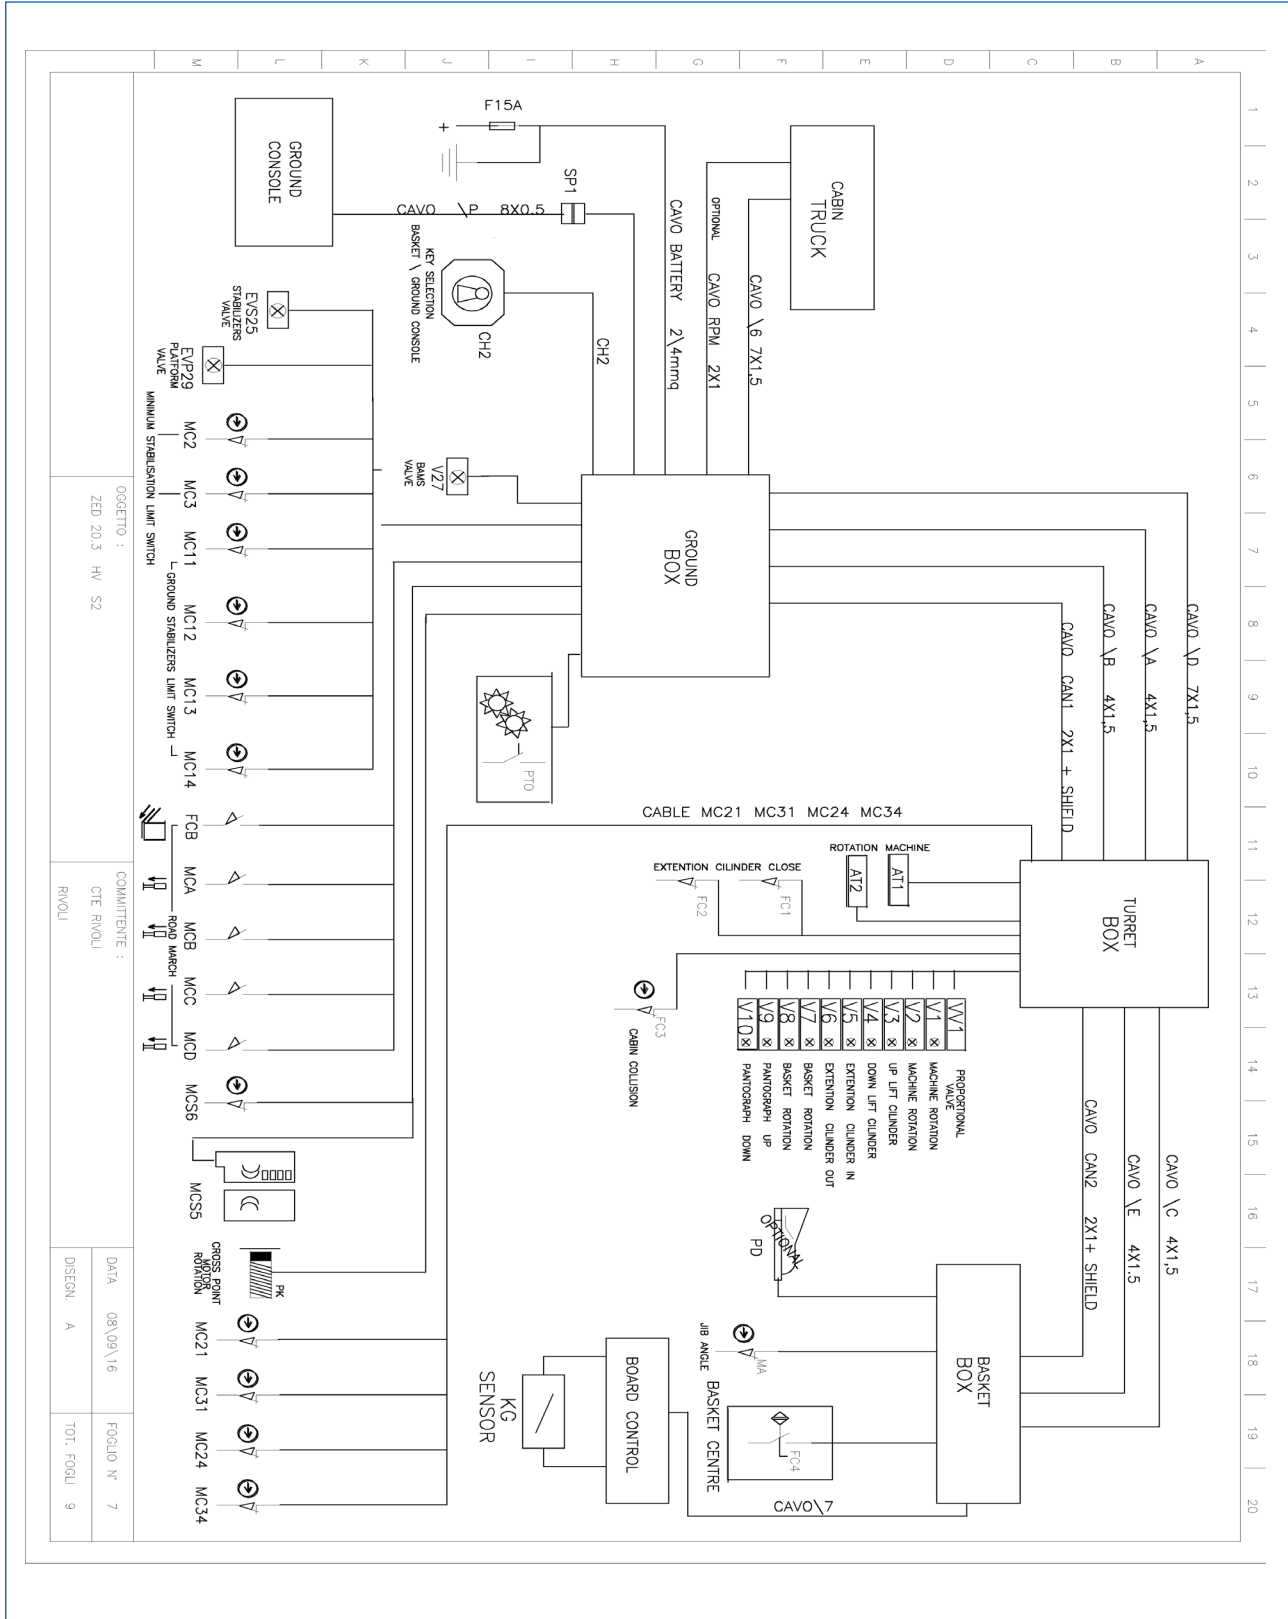 M L K J I H G F E D C B A
1
2
3
4
5
6
7
8
9
10
11
12
13
14
15
16
17
18
19
20
GROUND
CONSOLE
F15A
+
SP1
CAVO \P 8X0.5
CABIN
TRUCK
OPTIONAL CAVO RPM 2X1
CAVO BATTERY 2\4mmq
CAVO \6 7X1,5
KEY SELECTION
BASKET \ GROUND CONSOLE
CH2
CH2
EVS25
STABILIZERS
VALVE
EVP29
PLATFORM
VALVE
MC2
MC3
MINIMUM STABILISATION LIMIT SWITCH
MC11
MC12
MC13
MC14
GROUND STABILIZERS LIMIT SWITCH
V27
BAMS
VALVE
GROUND
BOX
PTO
CAVO \D 7X1,5
CAVO \A 4X1,5
CAVO \B 4X1,5
CAVO CAN1 2X1 + SHIELD
CABLE MC21 MC31 MC24 MC34
FCB
MCA
MCB
MCC
MCD
ROAD MARCH
MCS6
MCS5
PK
CROSS POINT
MOTOR
ROTATION
MC21
MC31
MC24
MC34
EXTENTION CILINDER CLOSE
FC2
FC1
ROTATION MACHINE
AT2
AT1
TURRET
BOX
FC3
CABIN COLLISION
VV1 PROPORTIONAL
VALVE
V1 MACHINE ROTATION
V2 MACHINE ROTATION
V3 UP LIFT CILINDER
V4 DOWN LIFT CILINDER
V5 EXTENTION CILINDER IN
V6 EXTENTION CILINDER OUT
V7 BASKET ROTATION
V8 BASKET ROTATION
V9 PANTOGRAPH UP
V10 PANTOGRAPH DOWN
CAVO \C 4X1,5
CAVO \E 4X1.5
CAVO CAN2 2X1+ SHIELD
OPTIONAL
PD
MA
JIB ANGLE
BASKET
BOX
FC4
BASKET CENTRE
BOARD CONTROL
KG
SENSOR
CAVO\7
OGGETTO :
ZED 20.3 HV S2
COMMITTENTE :
CTE RIVOLI
RIVOLI
DATA 08\09\16
DISEGN. A
FOGLIO N° 7
TOT. FOGLI 9